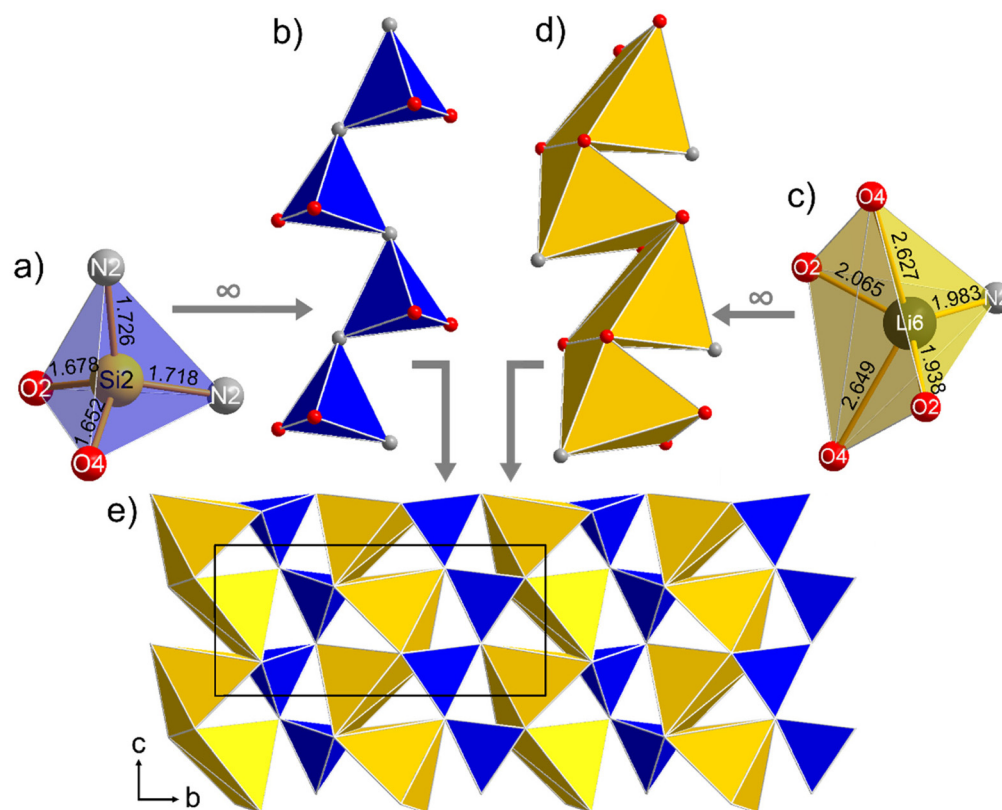 a)
N2
1.726
1.678
Si2
1.718
O2
N2
1.652
O4
∞
b)
d)
c)
O4
2.627
O2
2.065
1.983
N2
Li6
1.938
2.649
O2
O4
∞
e)
c
b